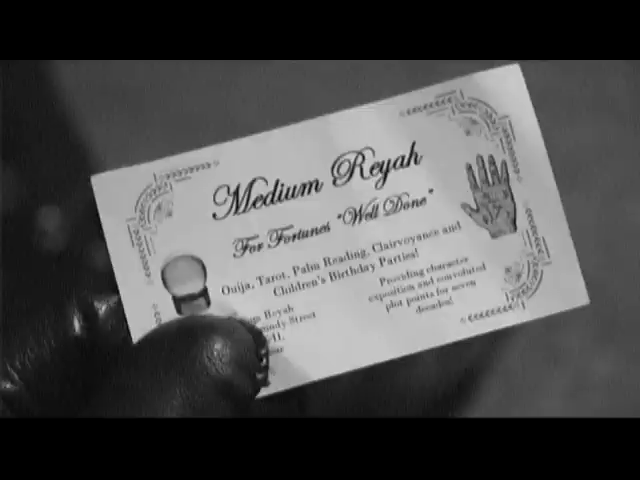 Medium Reyah
For Fortunes "Well Done"
Ouija, Tarot, Palm Reading, Clairvoyance and
Children's Birthday Parties!
Reyah
Street
Providing character
exposition and convoluted
plot points for seven
decades!